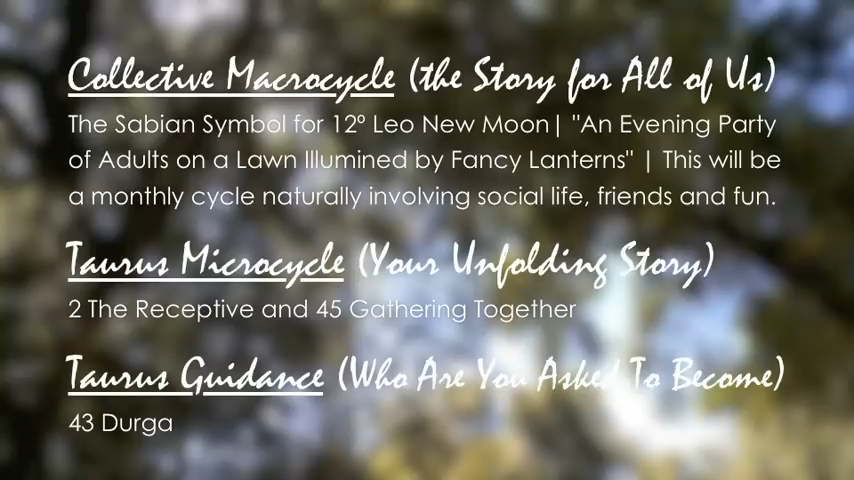 Collective Macrocycle (the Story for All of Us)
The Sabian Symbol for 12º Leo New Moon| "An Evening Party
of Adults on a Lawn Illumined by Fancy Lanterns" | This will be
a monthly cycle naturally involving social life, friends and fun.
Taurus Microcycle (Your Unfolding Story)
2 The Receptive and 45 Gathering Together
Taurus Guidance (Who Are You Asked To Become)
43 Durga